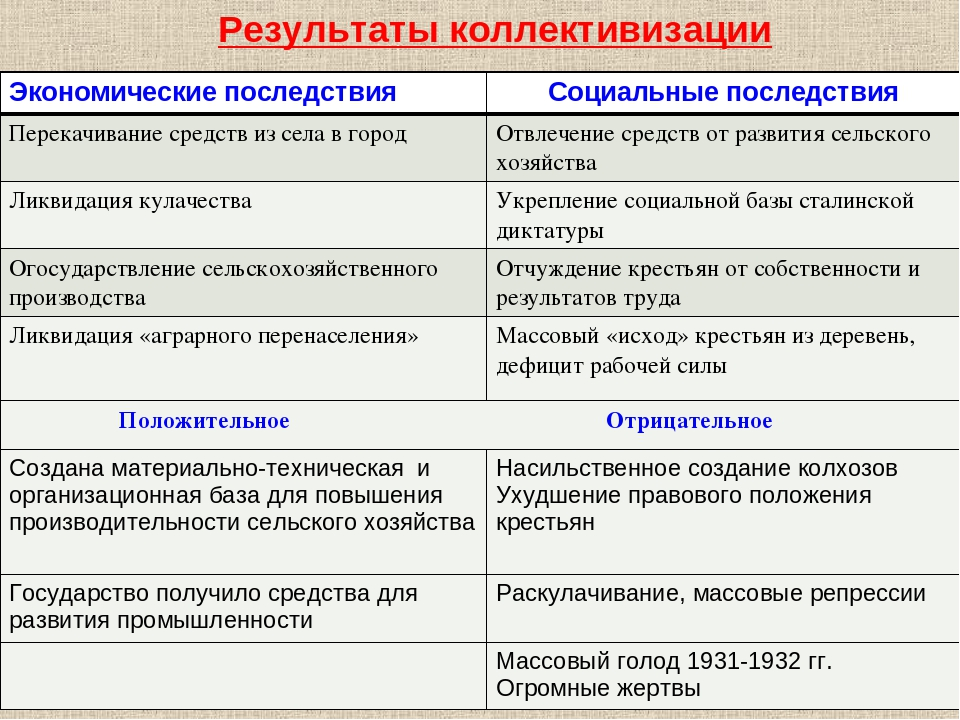 Результаты коллективизации
Экономические последствия
Социальные последствия
Перекачивание средств из села в город
Отвлечение средств от развития сельского
хозяйства
Ликвидация кулачества
Укрепление социальной базы сталинской
диктатуры
Огосударствление сельскохозяйственного
производства
Отчуждение крестьян от собственности и
результатов труда
Ликвидация «аграрного перенаселения»
Массовый «исход» крестьян из деревень,
дефицит рабочей силы
Положительное
Отрицательное
Создана материально-техническая и
организационная база для повышения
производительности сельского хозяйства
Насильственное создание колхозов
Ухудшение правового положения
крестьян
Государство получило средства для
развития промышленности
Раскулачивание, массовые репрессии
Массовый голод 1931-1932 гг.
Огромные жертвы